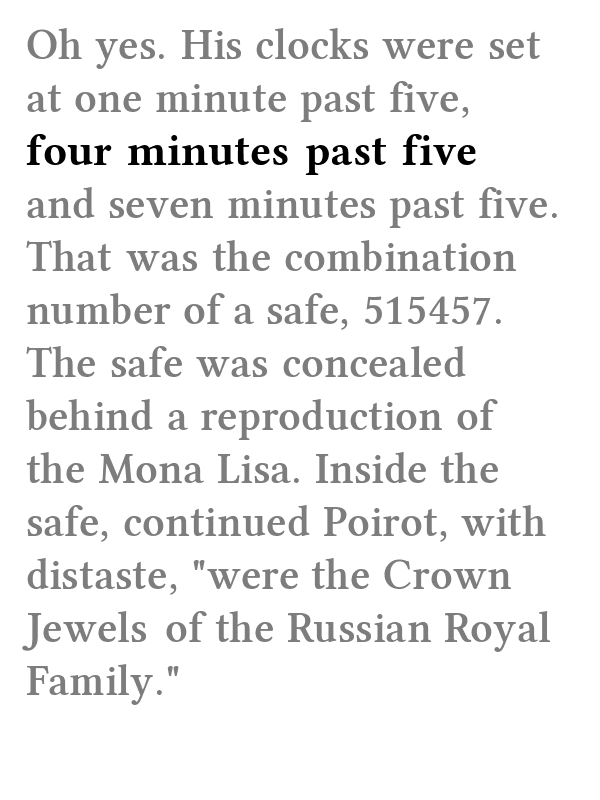 Oh yes. His clocks were set
at one minute past five,
four minutes past five
and seven minutes past five.
That was the combination
number of a safe, 515457.
The safe was concealed
behind a reproduction of
the Mona Lisa. Inside the
safe, continued Poirot, with
distaste, "were the Crown
Jewels of the Russian Royal
Family."